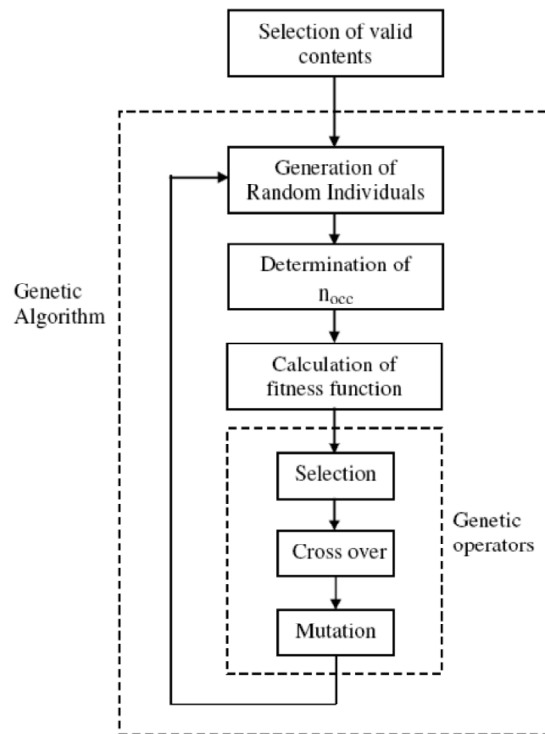 Selection of valid
contents
Generation of
Random Individuals
Determination of
nocc
Genetic
Algorithm
Calculation of
fitness function
Selection
Genetic
operators
Cross over
Mutation